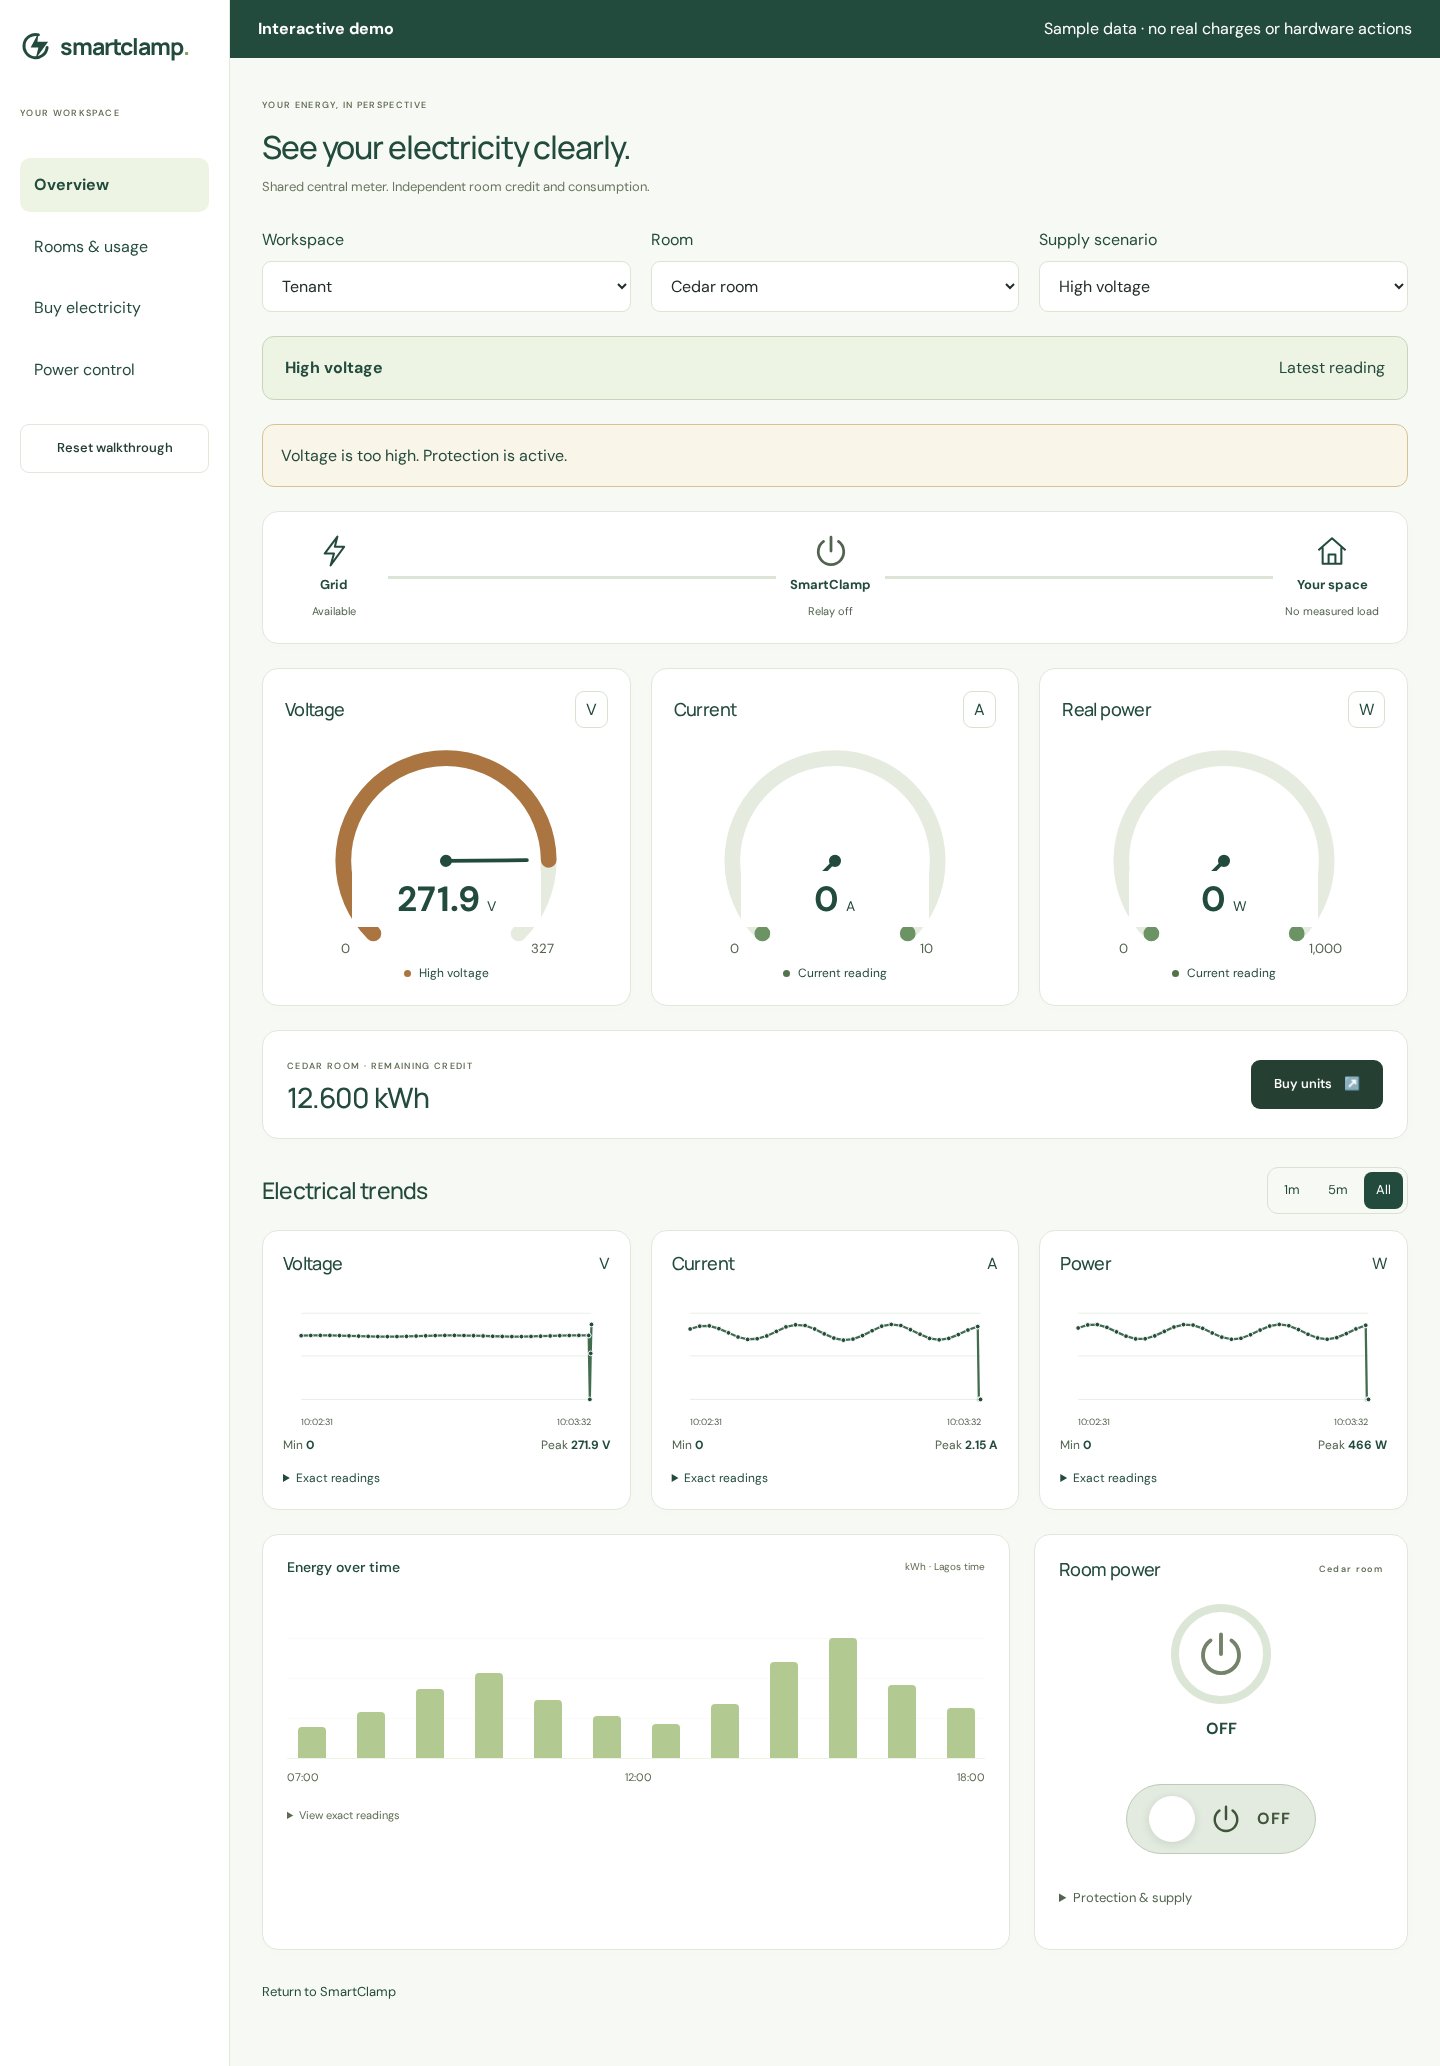 smartclamp.
YOUR WORKSPACE
Overview
Rooms & usage
Buy electricity
Power control
Reset walkthrough
Interactive demo
Sample data · no real charges or hardware actions
YOUR ENERGY, IN PERSPECTIVE
See your electricity clearly.
Shared central meter. Independent room credit and consumption.
Workspace
Room
Supply scenario
Tenant
Cedar room
High voltage
High voltage
Latest reading
Voltage is too high. Protection is active.
Grid
Available
SmartClamp
Relay off
Your space
No measured load
Voltage
V
271.9 V
0
327
High voltage
Current
A
0 A
0
10
Current reading
Real power
W
0 W
0
1,000
Current reading
CEDAR ROOM · REMAINING CREDIT
12.600 kWh
Buy units ↗
Electrical trends
1m
5m
All
Voltage
V
10:02:31
10:03:32
Min 0
Peak 271.9 V
▶ Exact readings
Current
A
10:02:31
10:03:32
Min 0
Peak 2.15 A
▶ Exact readings
Power
W
10:02:31
10:03:32
Min 0
Peak 466 W
▶ Exact readings
Energy over time
kWh · Lagos time
07:00
12:00
18:00
▶ View exact readings
Room power
Cedar room
OFF
OFF
▶ Protection & supply
Return to SmartClamp